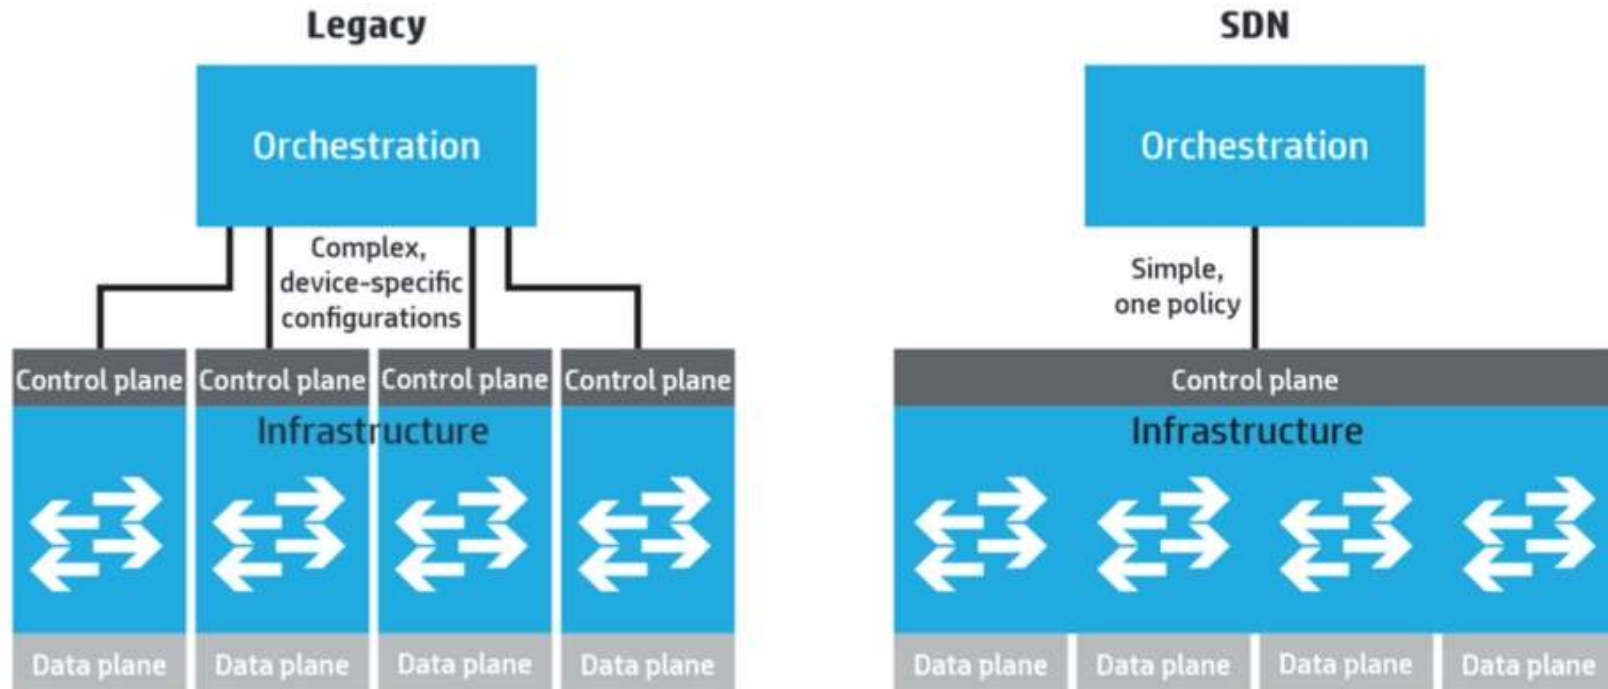 Legacy
Orchestration
Complex,
device-specific
configurations
Control plane
Control plane
Control plane
Control plane
Infrastructure
Data plane
Data plane
Data plane
Data plane
SDN
Orchestration
Simple,
one policy
Control plane
Infrastructure
Data plane
Data plane
Data plane
Data plane